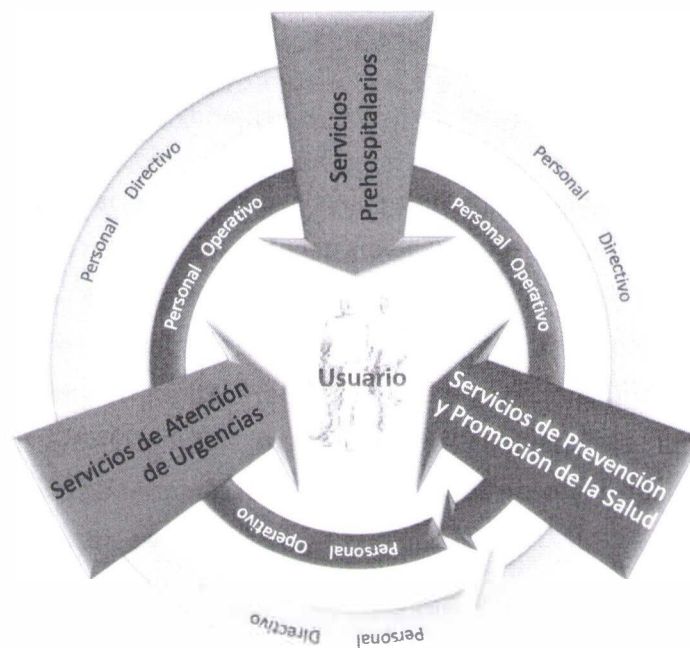 Servicios
Prehospitalarios
Personal Directivo
Personal Directivo
Personal Operativo
Personal Operativo
Usuario
Servicios de Atención
de Urgencias
Servicios de Prevención
y Promoción de la Salud
Personal Operativo
Personal Directivo